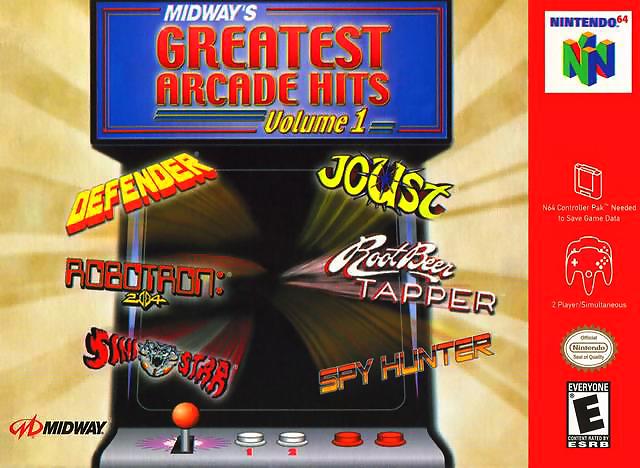 MIDWAY'S
GREATEST
ARCADE HITS
Volume 1
DEFENDER
JOUST
ROBOTRON:
2084
Root Beer
TAPPER
SINISTAR
SPY HUNTER
1 2
MIDWAY
NINTENDO 64
N64 Controller Pak™ Needed
to Save Game Data
2 Player/Simultaneous
Official
Nintendo
Seal of Quality
EVERYONE
E
CONTENT RATED BY
ESRB